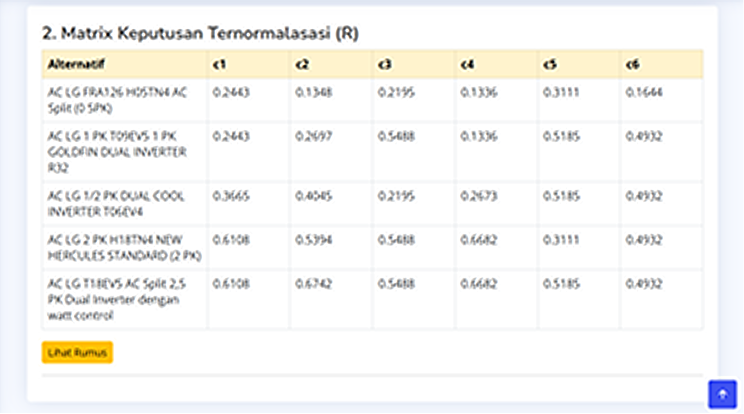 2. Matrix Keputusan Ternormalasasi (R)
Alternatif c1 c2 c3 c4 c5 c6
AC LG FRA126 H05TN4 AC 0.2443 0.1348 0.2195 0.1336 0.3111 0.1644
Split (0.5PK)
AC LG 1 PK T09EV5 1 PK 0.2443 0.2697 0.5488 0.1336 0.5185 0.4932
GOLDFIN DUAL INVERTER
R32
AC LG 1/2 PK DUAL COOL 0.3665 0.4045 0.2195 0.2673 0.5185 0.4932
INVERTER T06EV4
AC LG 2 PK H18TN4 NEW 0.6108 0.5394 0.5488 0.6682 0.3111 0.4932
HERCULES STANDARD (2 PK)
AC LG T18EV5 AC Split 2,5 0.6108 0.6742 0.5488 0.6682 0.5185 0.4932
PK Dual Inverter dengan
watt control
Lihat Rumus